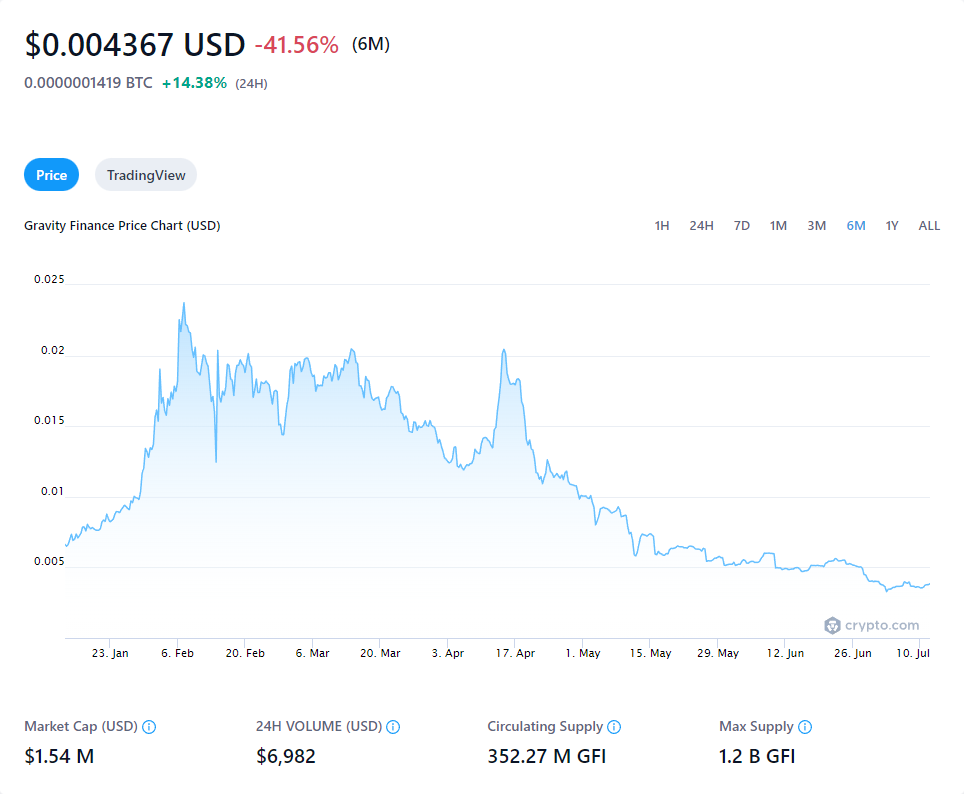 $0.004367 USD -41.56% (6M)
0.0000001419 BTC +14.38% (24H)
Price TradingView
Gravity Finance Price Chart (USD) 1H 24H 7D 1M 3M 6M 1Y ALL
0.025
0.02
0.015
0.01
0.005
crypto.com
23. Jan 6. Feb 20. Feb 6. Mar 20. Mar 3. Apr 17. Apr 1. May 15. May 29. May 12. Jun 26. Jun 10. Jul
Market Cap (USD) 24H VOLUME (USD) Circulating Supply Max Supply
$1.54 M $6,982 352.27 M GFI 1.2 B GFI